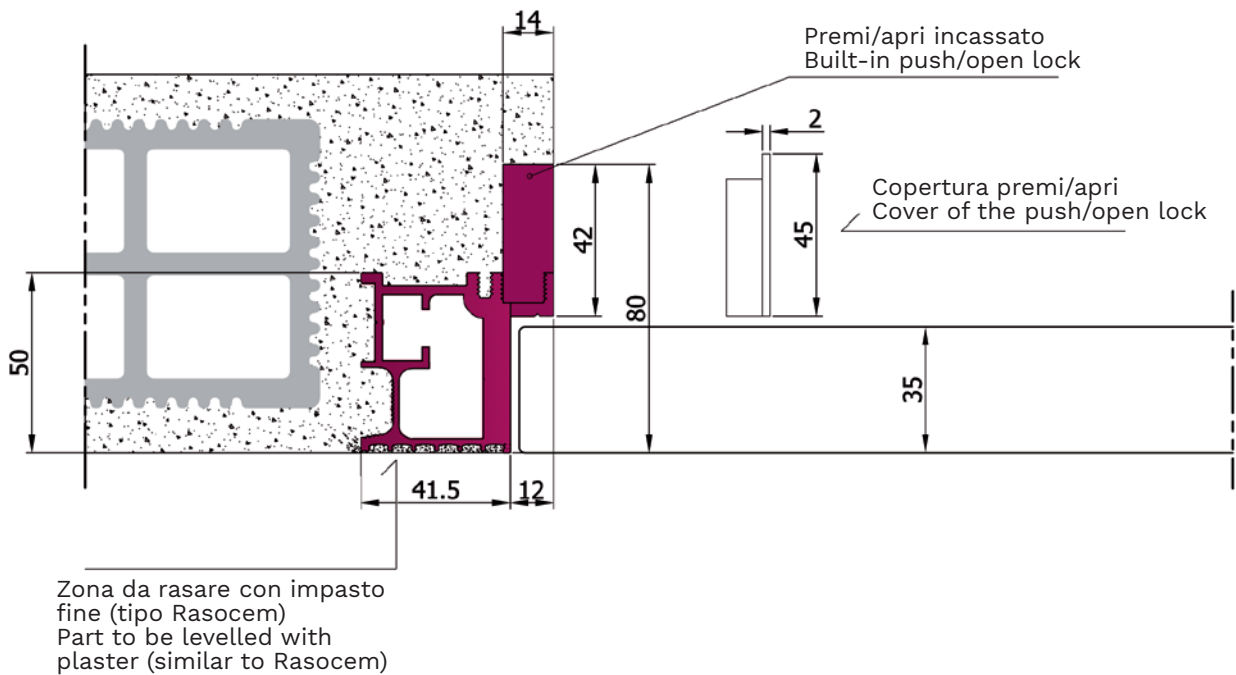 14
Premi/apri incassato
Built-in push/open lock
2
Copertura premi/apri
Cover of the push/open lock
42
45
80
50
35
41.5
12
Zona da rasare con impasto
fine (tipo Rasocem)
Part to be levelled with
plaster (similar to Rasocem)